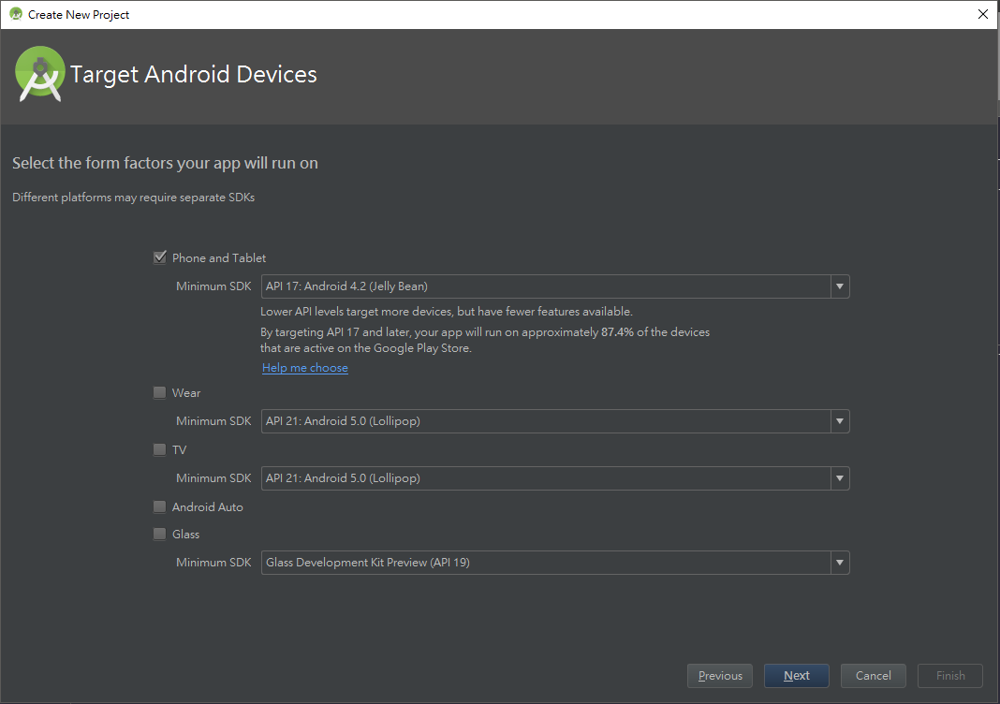 Create New Project
Target Android Devices
Select the form factors your app will run on
Different platforms may require separate SDKs
Phone and Tablet
Minimum SDK API 17: Android 4.2 (Jelly Bean)
Lower API levels target more devices, but have fewer features available.
By targeting API 17 and later, your app will run on approximately 87.4% of the devices
that are active on the Google Play Store.
Help me choose
Wear
Minimum SDK API 21: Android 5.0 (Lollipop)
TV
Minimum SDK API 21: Android 5.0 (Lollipop)
Android Auto
Glass
Minimum SDK Glass Development Kit Preview (API 19)
Previous Next Cancel Finish